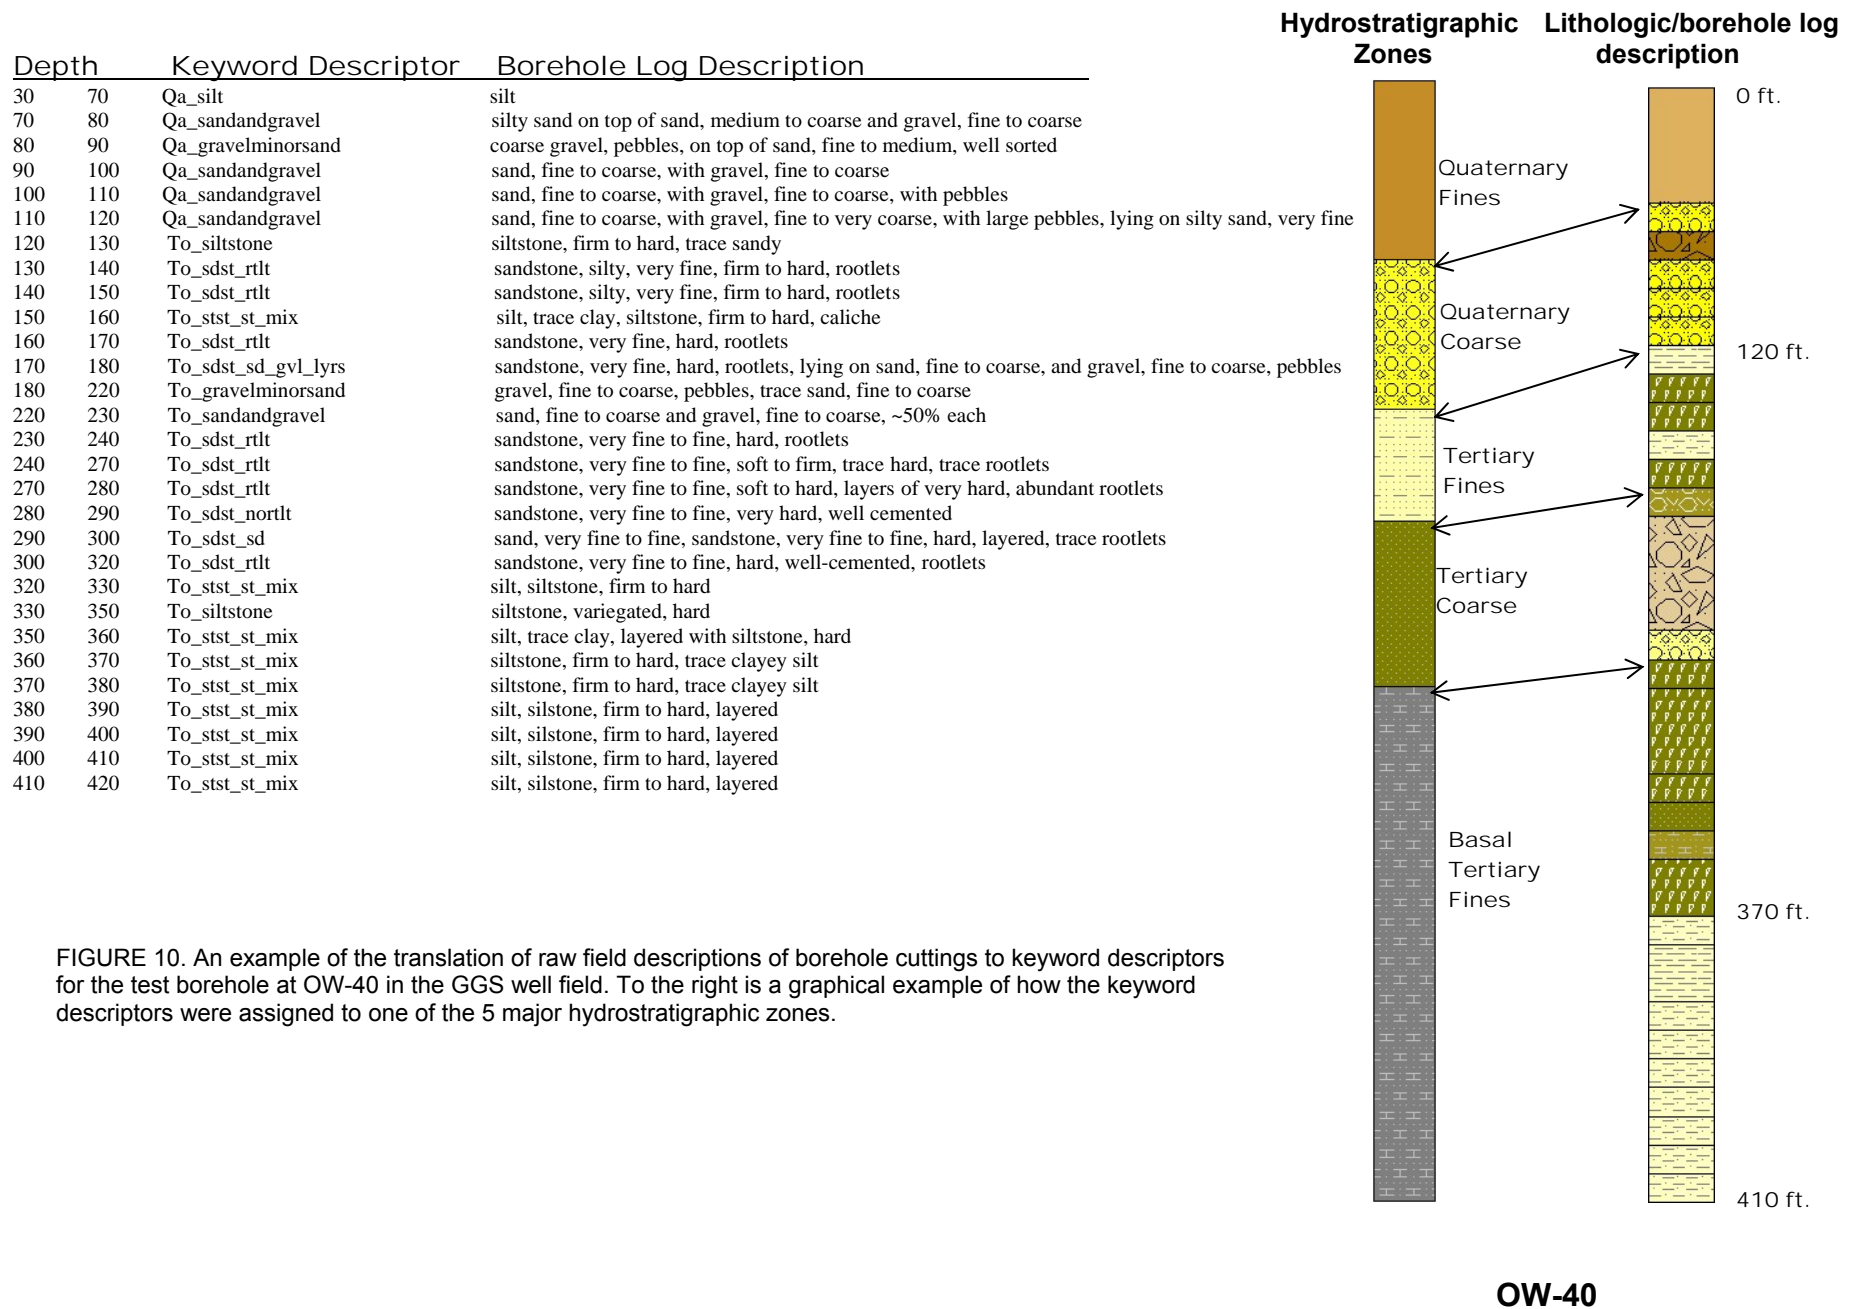 Hydrostratigraphic Zones
Lithologic/borehole log description
Depth Keyword Descriptor Borehole Log Description
30 70 Qa_silt silt
70 80 Qa_sandandgravel silty sand on top of sand, medium to coarse and gravel, fine to coarse
80 90 Qa_gravelminorsand coarse gravel, pebbles, on top of sand, fine to medium, well sorted
90 100 Qa_sandandgravel sand, fine to coarse, with gravel, fine to coarse
100 110 Qa_sandandgravel sand, fine to coarse, with gravel, fine to coarse, with pebbles
110 120 Qa_sandandgravel sand, fine to coarse, with gravel, fine to very coarse, with large pebbles, lying on silty sand, very fine
120 130 To_siltstone siltstone, firm to hard, trace sandy
130 140 To_sdst_rtlt sandstone, silty, very fine, firm to hard, rootlets
140 150 To_sdst_rtlt sandstone, silty, very fine, firm to hard, rootlets
150 160 To_stst_st_mix silt, trace clay, siltstone, firm to hard, caliche
160 170 To_sdst_rtlt sandstone, very fine, hard, rootlets
170 180 To_sdst_sd_gvl_lyrs sandstone, very fine, hard, rootlets, lying on sand, fine to coarse, and gravel, fine to coarse, pebbles
180 220 To_gravelminorsand gravel, fine to coarse, pebbles, trace sand, fine to coarse
220 230 To_sandandgravel sand, fine to coarse and gravel, fine to coarse, ~50% each
230 240 To_sdst_rtlt sandstone, very fine to fine, hard, rootlets
240 270 To_sdst_rtlt sandstone, very fine to fine, soft to firm, trace hard, trace rootlets
270 280 To_sdst_rtlt sandstone, very fine to fine, soft to hard, layers of very hard, abundant rootlets
280 290 To_sdst_nortlt sandstone, very fine to fine, very hard, well cemented
290 300 To_sdst_sd sand, very fine to fine, sandstone, very fine to fine, hard, layered, trace rootlets
300 320 To_sdst_rtlt sandstone, very fine to fine, hard, well-cemented, rootlets
320 330 To_stst_st_mix silt, siltstone, firm to hard
330 350 To_siltstone siltstone, variegated, hard
350 360 To_stst_st_mix silt, trace clay, layered with siltstone, hard
360 370 To_stst_st_mix siltstone, firm to hard, trace clayey silt
370 380 To_stst_st_mix siltstone, firm to hard, trace clayey silt
380 390 To_stst_st_mix silt, silstone, firm to hard, layered
390 400 To_stst_st_mix silt, silstone, firm to hard, layered
400 410 To_stst_st_mix silt, silstone, firm to hard, layered
410 420 To_stst_st_mix silt, silstone, firm to hard, layered
FIGURE 10. An example of the translation of raw field descriptions of borehole cuttings to keyword descriptors
for the test borehole at OW-40 in the GGS well field. To the right is a graphical example of how the keyword
descriptors were assigned to one of the 5 major hydrostratigraphic zones.
Quaternary
Fines
Quaternary
Coarse
Tertiary
Fines
Tertiary
Coarse
Basal
Tertiary
Fines
0 ft.
120 ft.
370 ft.
410 ft.
OW-40